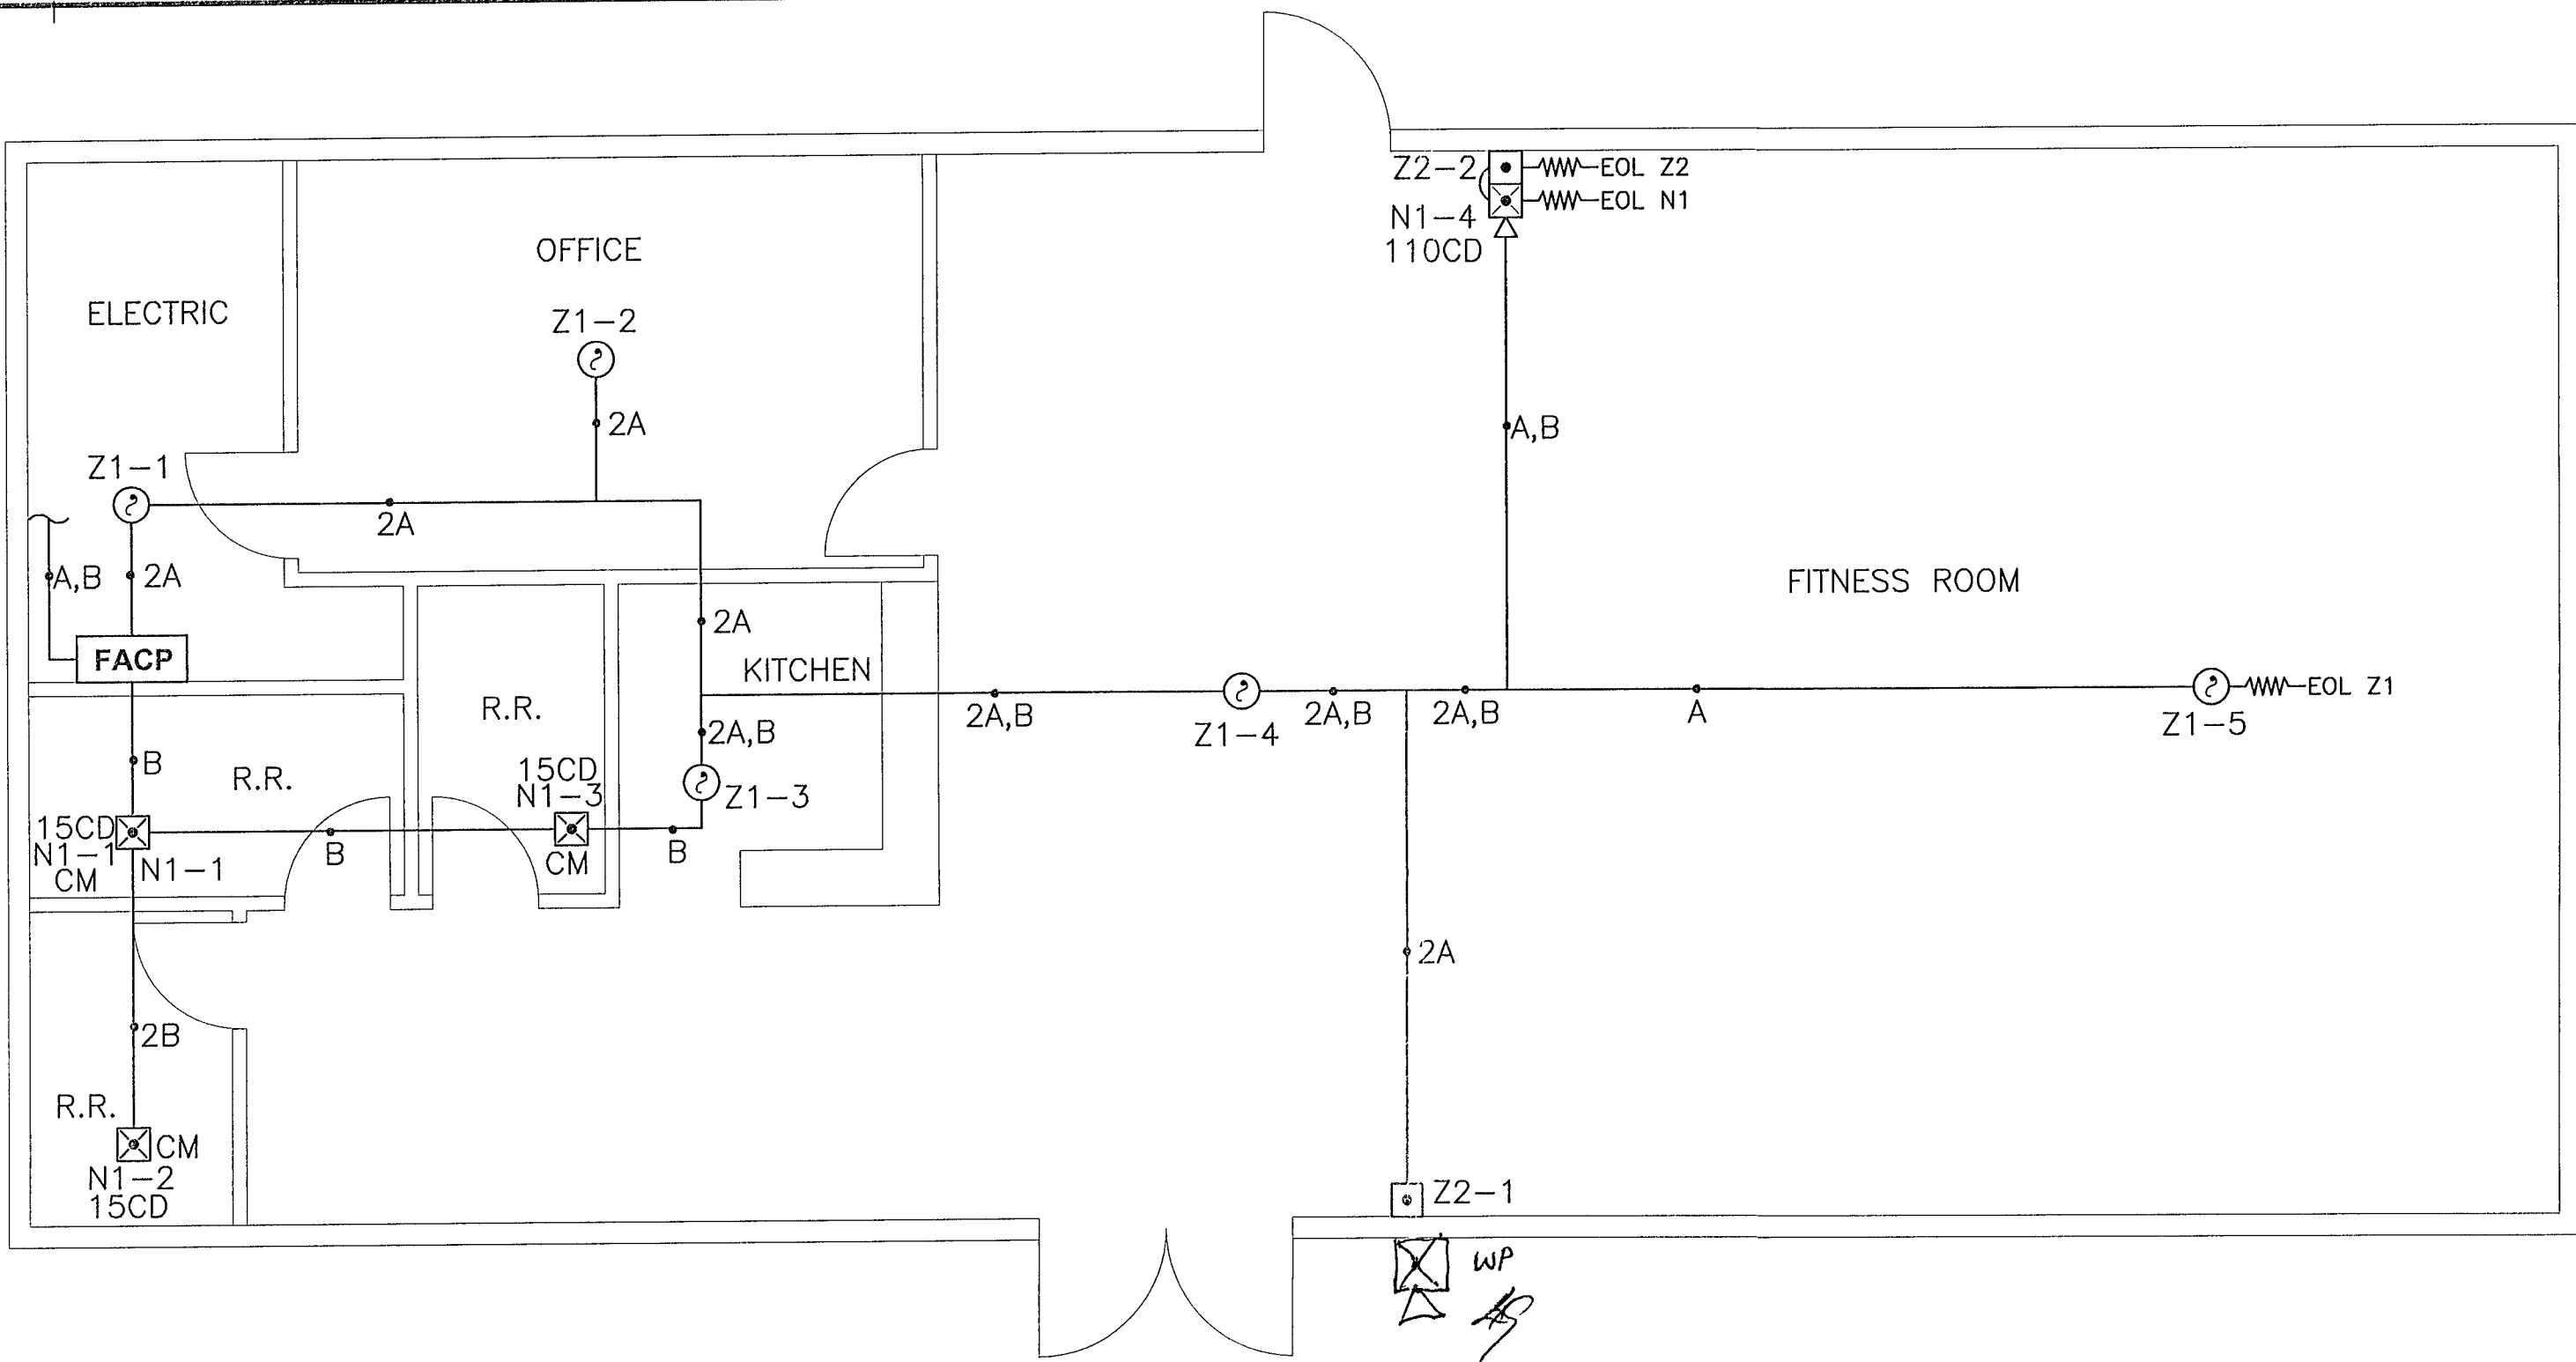 Z2-2
EOL Z2
EOL N1
N1-4
110CD
OFFICE
ELECTRIC
Z1-2
2A
A,B
Z1-1
2A
A,B
2A
FITNESS ROOM
2A
FACP
KITCHEN
EOL Z1
R.R.
2A,B
2A,B
2A,B
A
Z1-5
2A,B
Z1-4
B
R.R.
15CD
N1-3
Z1-3
15CD
N1-1
CM
N1-1
B
CM
B
2A
2B
R.R.
CM
N1-2
15CD
Z2-1
WP